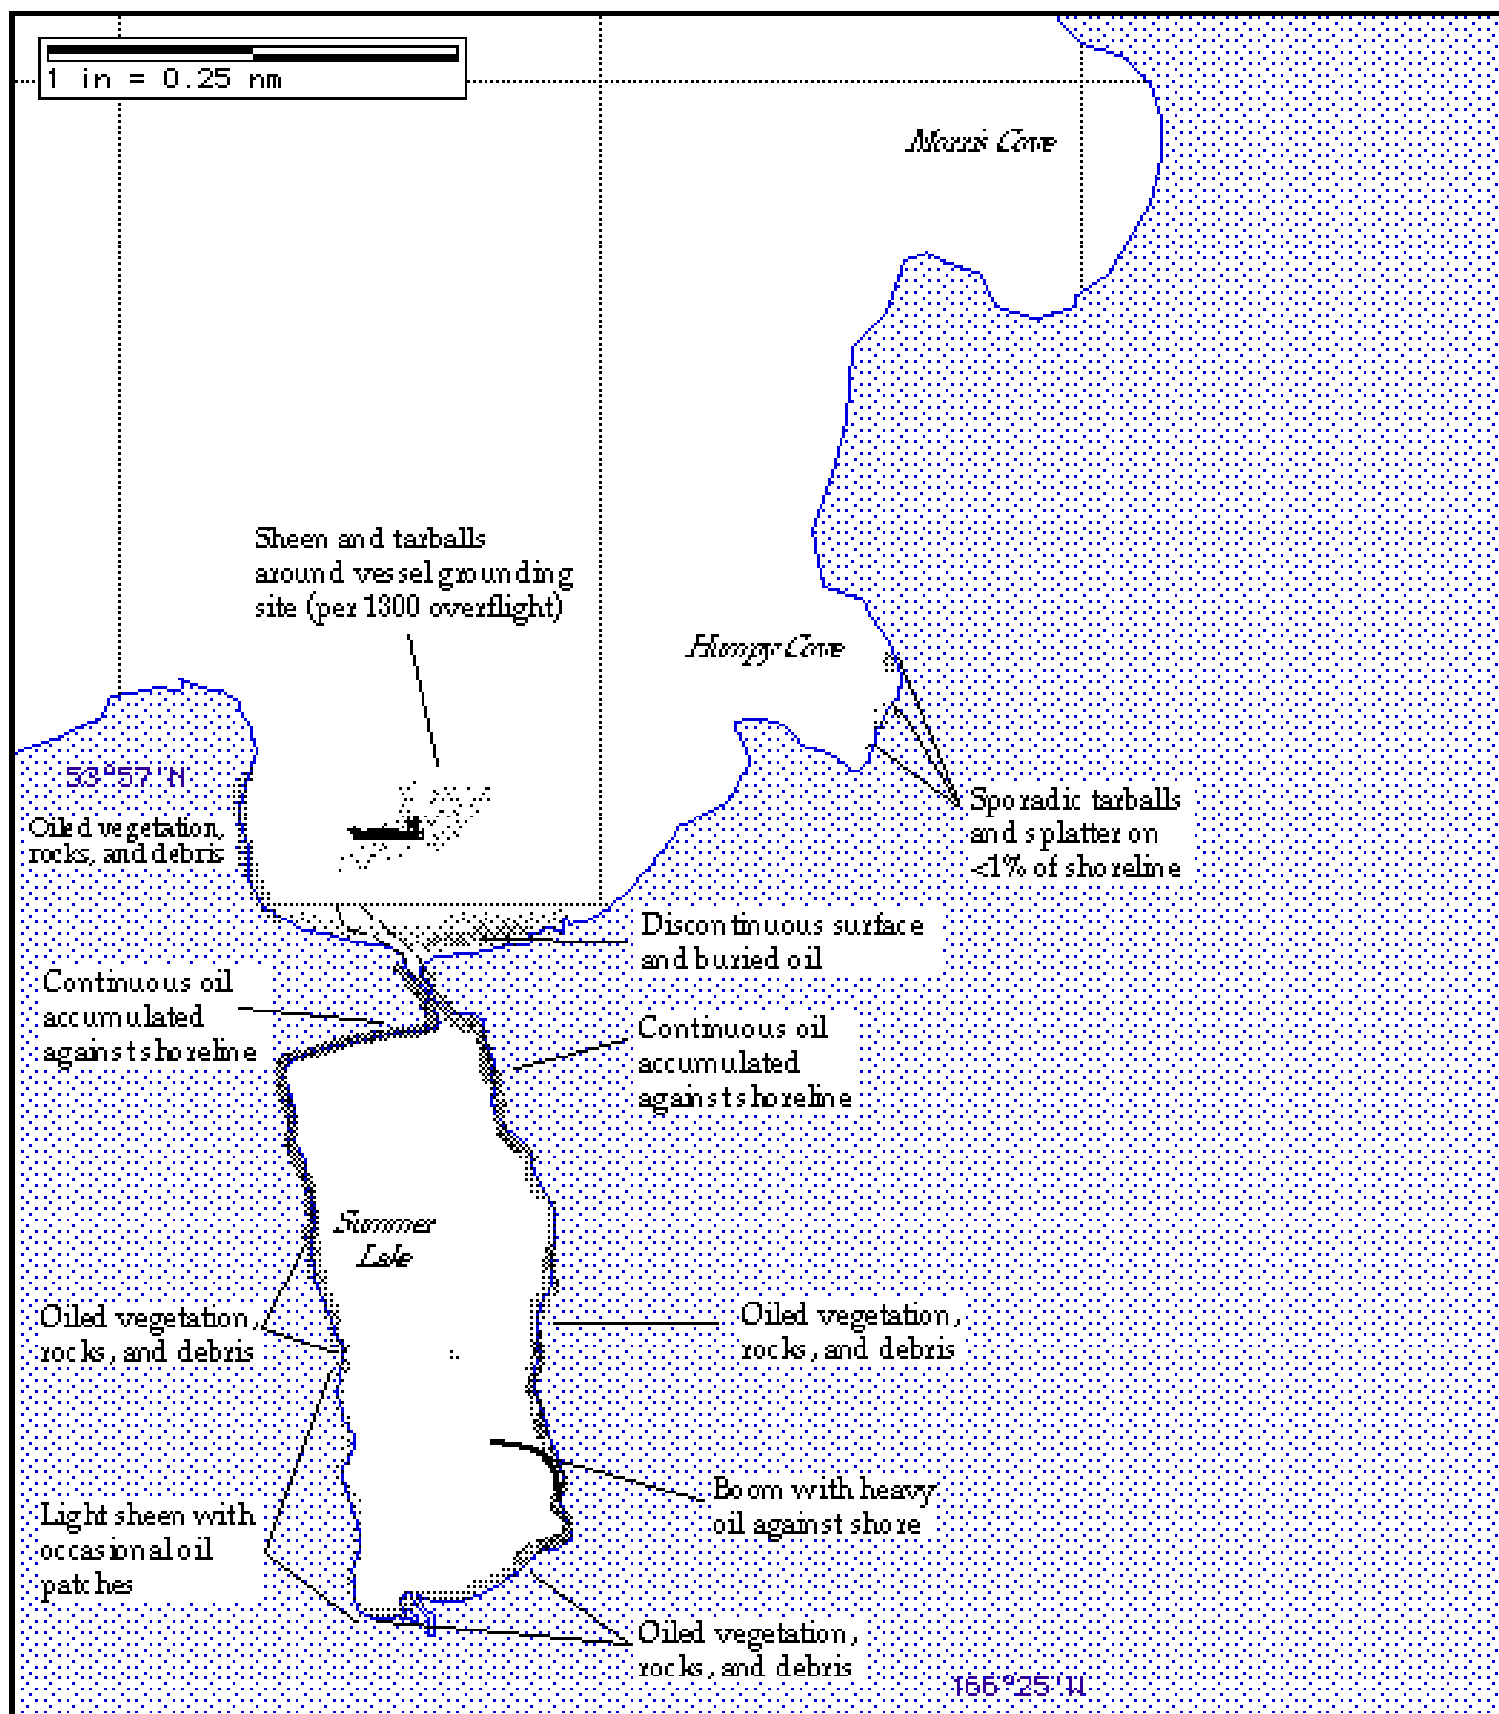 1 in = 0.25 nm
Morris Cove
Sheen and tarballs
around vessel grounding
site (per 1300 overflight)
Humpy Cove
53°57'N
Oiled vegetation,
rocks, and debris
Sporadic tarballs
and splatter on
<1% of shoreline
Discontinuous surface
and buried oil
Continuous oil
accumulated
against shoreline
Continuous oil
accumulated
against shoreline
Summer
Lake
Oiled vegetation,
rocks, and debris
Oiled vegetation,
rocks, and debris
Boom with heavy
oil against shore
Light sheen with
occasional oil
patches
Oiled vegetation,
rocks, and debris
166°25'W